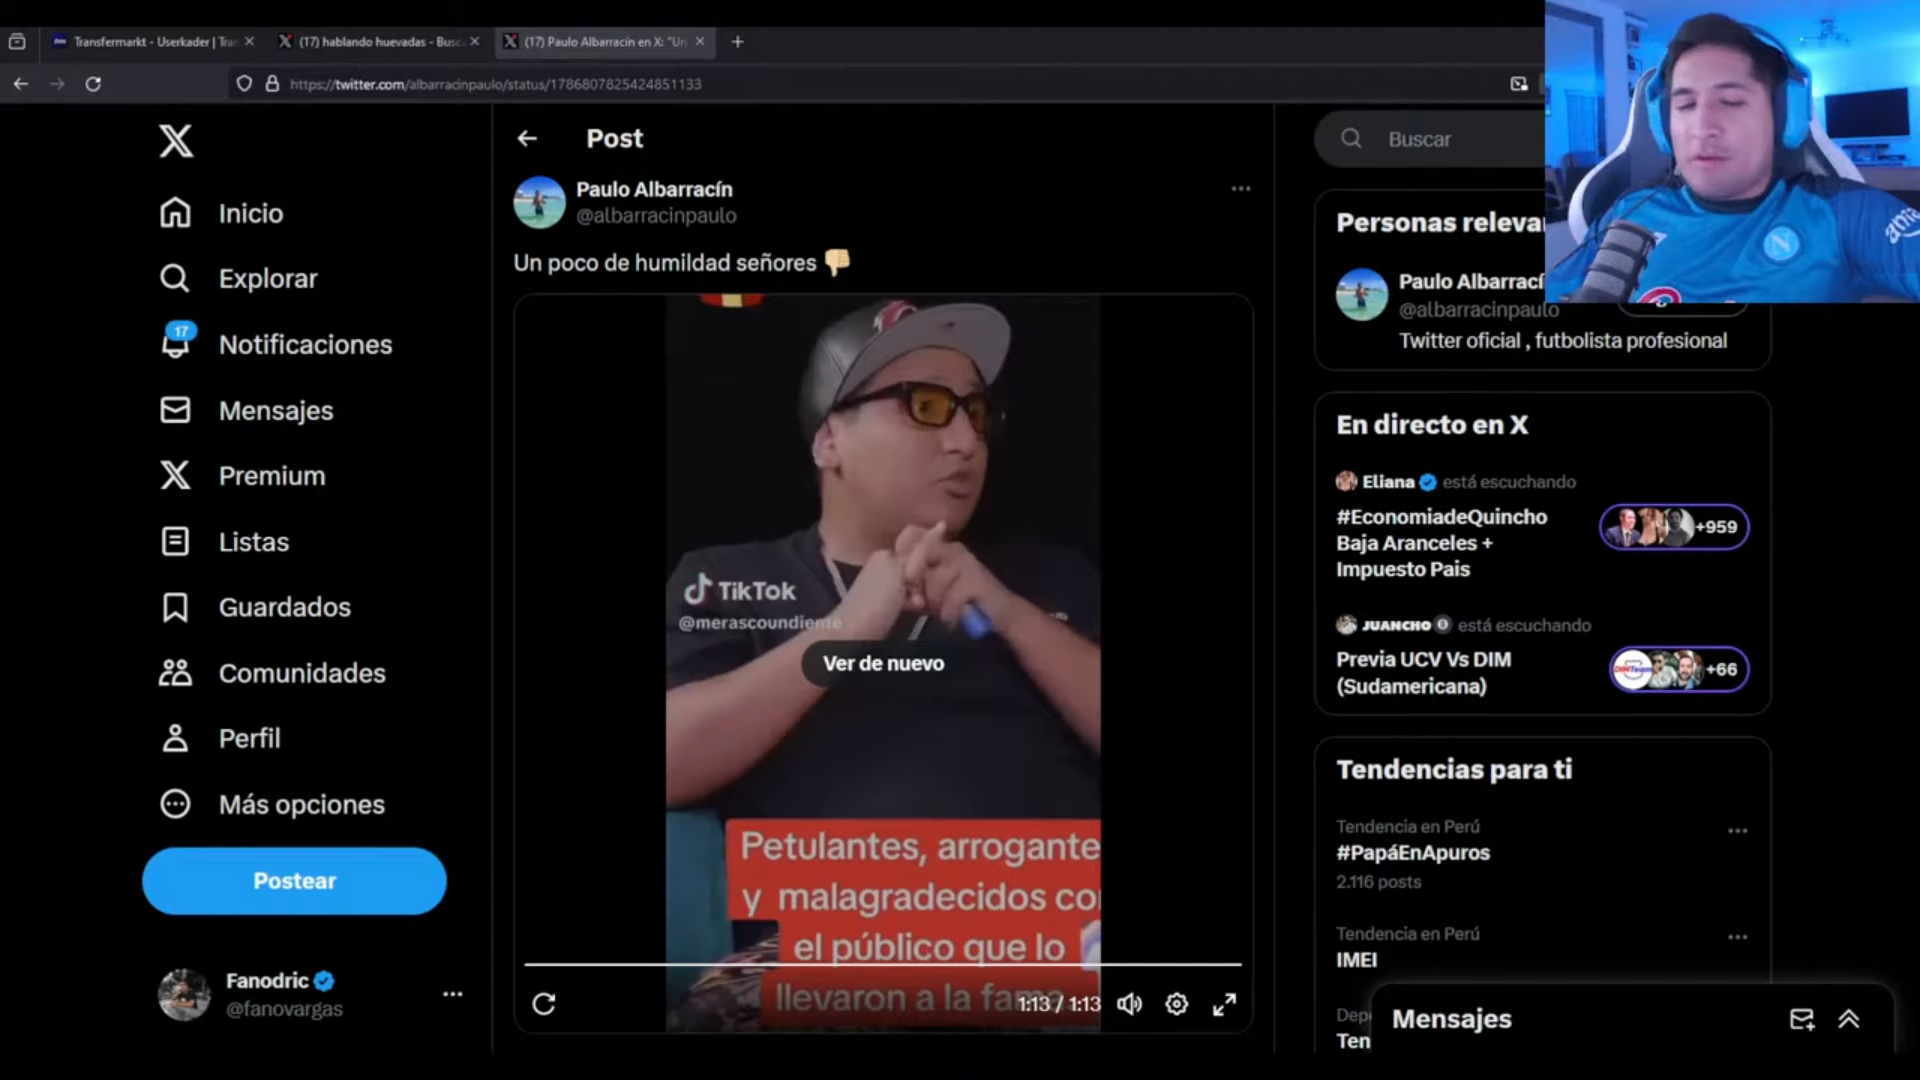 Transfermarkt - Userkader | Tran
(17) hablando huevadas - Busc
(17) Paulo Albarracín en X: "Un
https://twitter.com/albarracinpaulo/status/1786807825424851133
Inicio
Explorar
17
Notificaciones
Mensajes
Premium
Listas
Guardados
Comunidades
Perfil
Más opciones
Postear
Fanodric
@fanovargas
Post
Paulo Albarracín
@albarracinpaulo
Un poco de humildad señores
TikTok
@merascoundieme
Ver de nuevo
Petulantes, arrogante
y malagradecidos co
el público que lo
llevaron a la fama
1:13 / 1:13
Buscar
Personas releva
Paulo Albarrací
@albarracinpaulo
Twitter oficial , futbolista profesional
En directo en X
Eliana está escuchando
#EconomiadeQuincho
Baja Aranceles +
Impuesto Pais
+959
JUANCHO está escuchando
Previa UCV Vs DIM
(Sudamericana)
+66
Tendencias para ti
Tendencia en Perú
#PapáEnApuros
2.116 posts
Tendencia en Perú
IMEI
Dep
Ten
Mensajes
N